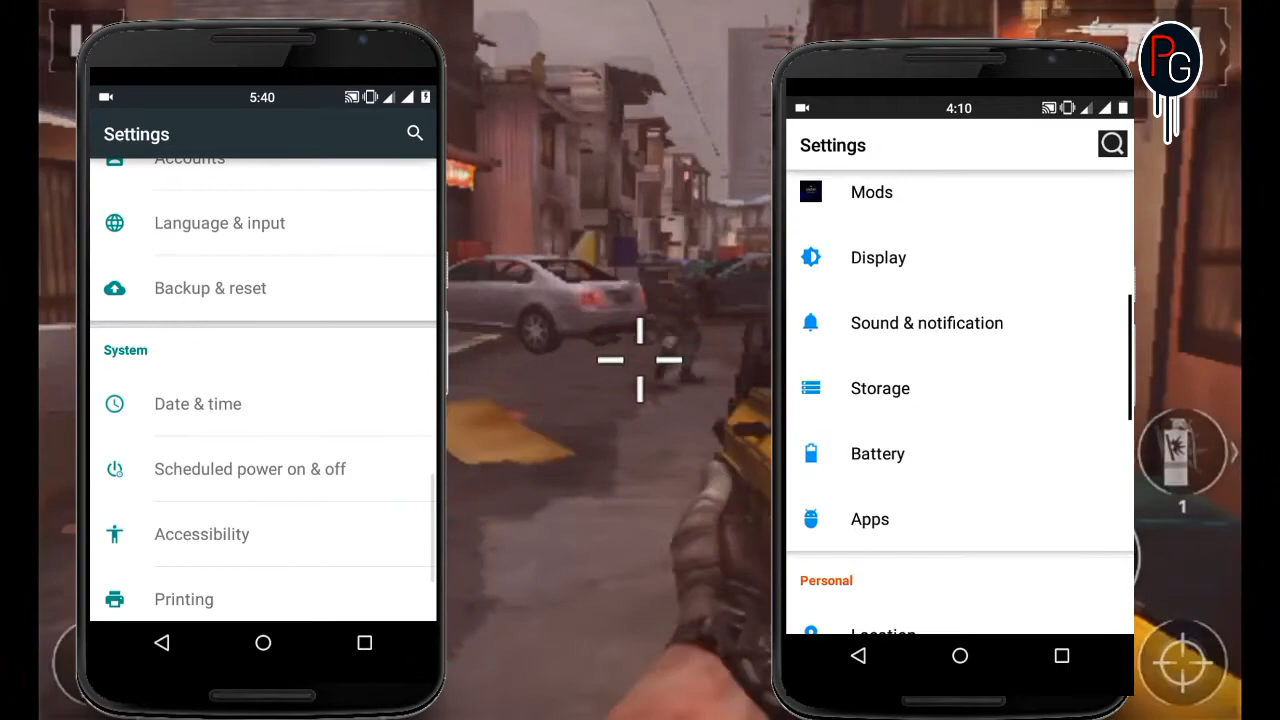 5:40
Settings
Accounts
Language & input
Backup & reset
System
Date & time
Scheduled power on & off
Accessibility
Printing
4:10
Settings
Mods
Display
Sound & notification
Storage
Battery
Apps
Personal
Location
PG
1